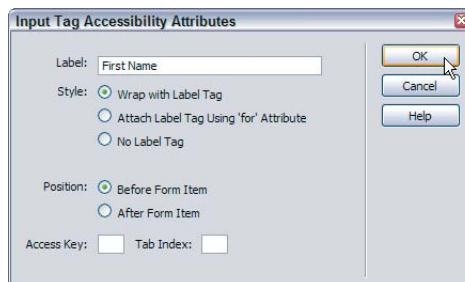 Input Tag Accessibility Attributes
Label: First Name
OK
Style: Wrap with Label Tag
Cancel
Attach Label Tag Using 'for' Attribute
Help
No Label Tag
Position: Before Form Item
After Form Item
Access Key: Tab Index: